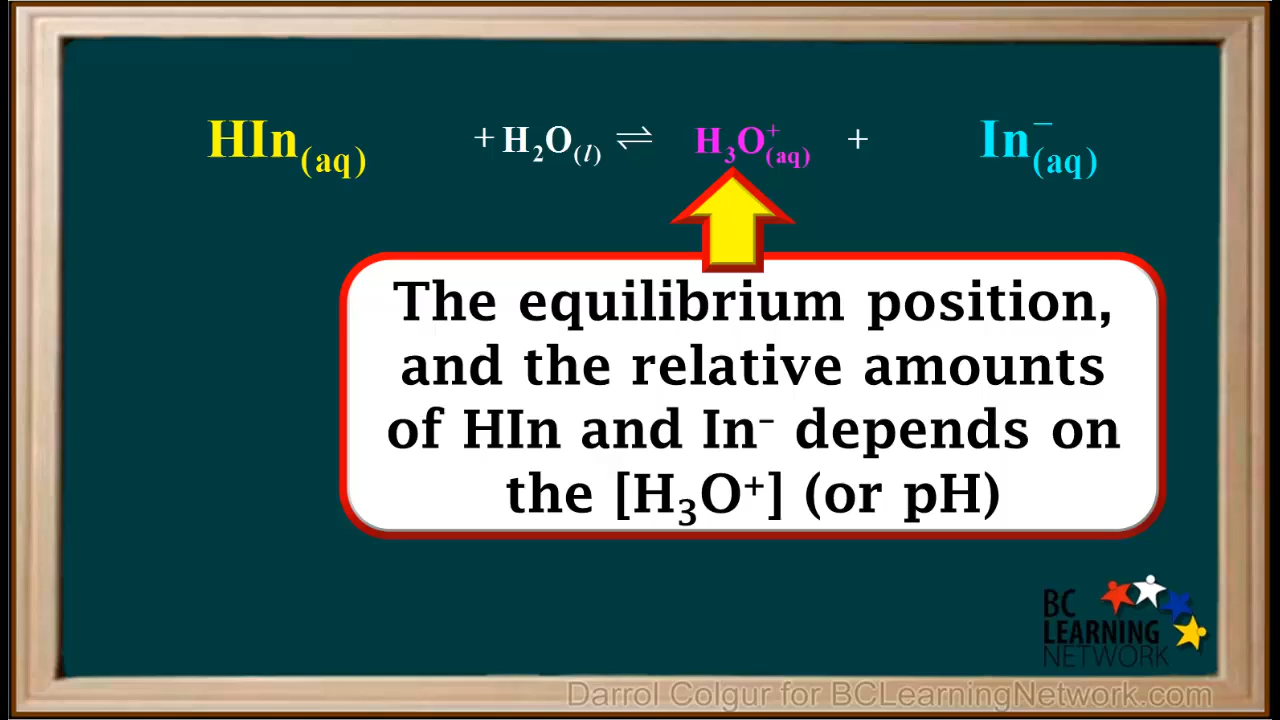 HIn(aq) + H₂O(l) ⇌ H₃O⁺(aq) + In⁻(aq)
The equilibrium position,
and the relative amounts
of HIn and In⁻ depends on
the [H₃O⁺] (or pH)
BC
LEARNING
NETWORK
Darrol Colgur for BCLearningNetwork.com